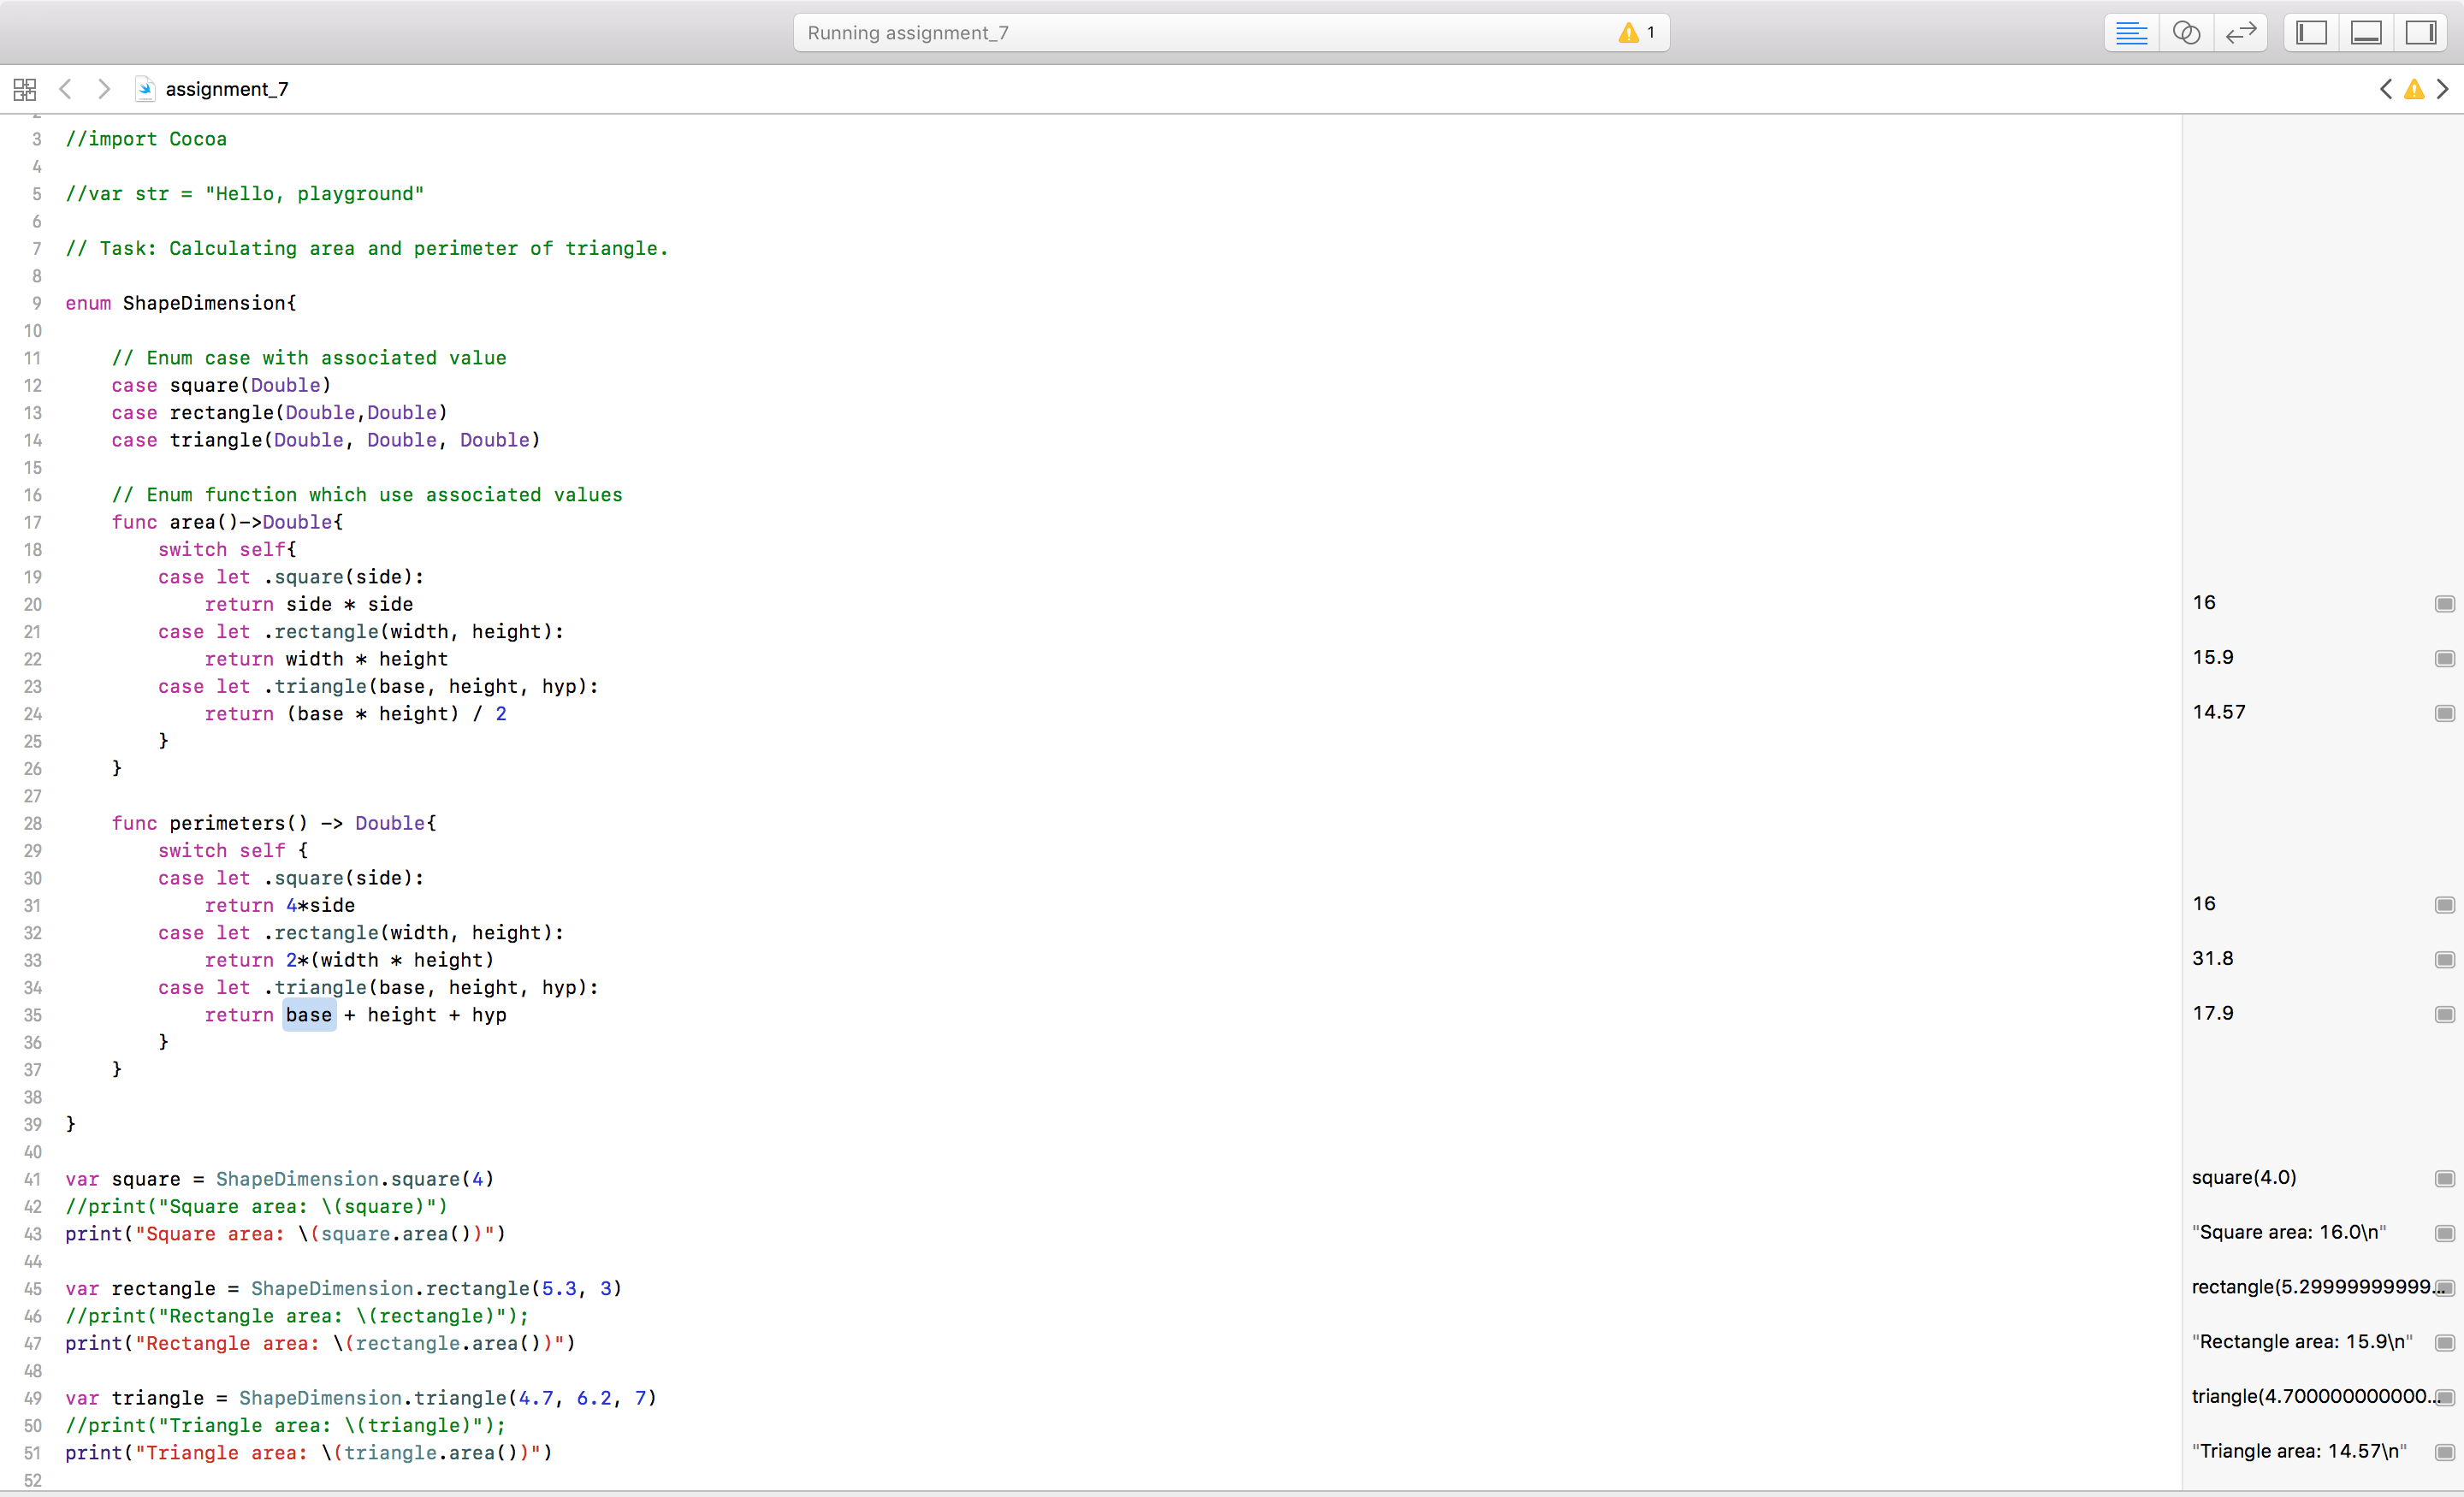 Running assignment_7 1
assignment_7
3 //import Cocoa
4
5 //var str = "Hello, playground"
6
7 // Task: Calculating area and perimeter of triangle.
8
9 enum ShapeDimension{
10
11 // Enum case with associated value
12 case square(Double)
13 case rectangle(Double,Double)
14 case triangle(Double, Double, Double)
15
16 // Enum function which use associated values
17 func area()->Double{
18 switch self{
19 case let .square(side):
20 return side * side 16
21 case let .rectangle(width, height):
22 return width * height 15.9
23 case let .triangle(base, height, hyp):
24 return (base * height) / 2 14.57
25 }
26 }
27
28 func perimeters() -> Double{
29 switch self {
30 case let .square(side):
31 return 4*side 16
32 case let .rectangle(width, height):
33 return 2*(width * height) 31.8
34 case let .triangle(base, height, hyp):
35 return base + height + hyp 17.9
36 }
37 }
38
39 }
40
41 var square = ShapeDimension.square(4) square(4.0)
42 //print("Square area: \(square)")
43 print("Square area: \(square.area())") "Square area: 16.0\n"
44
45 var rectangle = ShapeDimension.rectangle(5.3, 3) rectangle(5.29999999999...
46 //print("Rectangle area: \(rectangle)");
47 print("Rectangle area: \(rectangle.area())") "Rectangle area: 15.9\n"
48
49 var triangle = ShapeDimension.triangle(4.7, 6.2, 7) triangle(4.700000000000...
50 //print("Triangle area: \(triangle)");
51 print("Triangle area: \(triangle.area())") "Triangle area: 14.57\n"
52